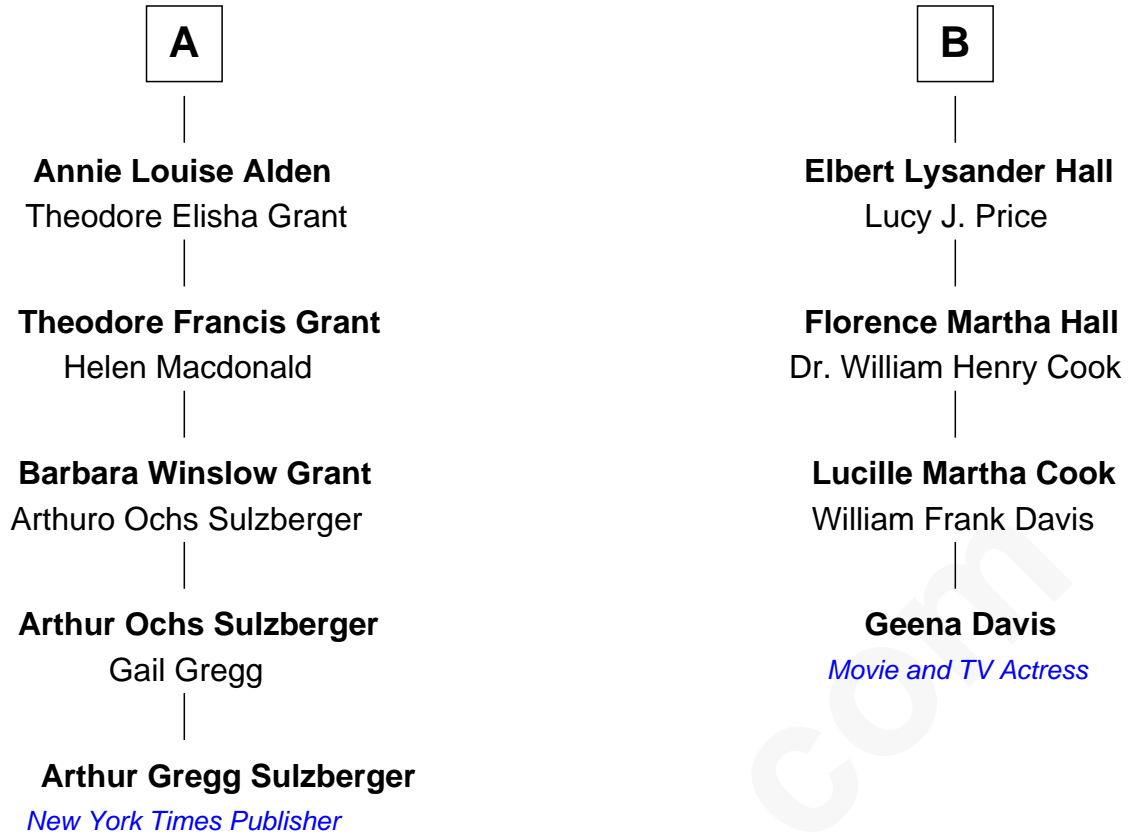 A
Annie Louise Alden
Theodore Elisha Grant
Theodore Francis Grant
Helen Macdonald
Barbara Winslow Grant
Arthuro Ochs Sulzberger
Arthur Ochs Sulzberger
Gail Gregg
Arthur Gregg Sulzberger
New York Times Publisher
B
Elbert Lysander Hall
Lucy J. Price
Florence Martha Hall
Dr. William Henry Cook
Lucille Martha Cook
William Frank Davis
Geena Davis
Movie and TV Actress
com